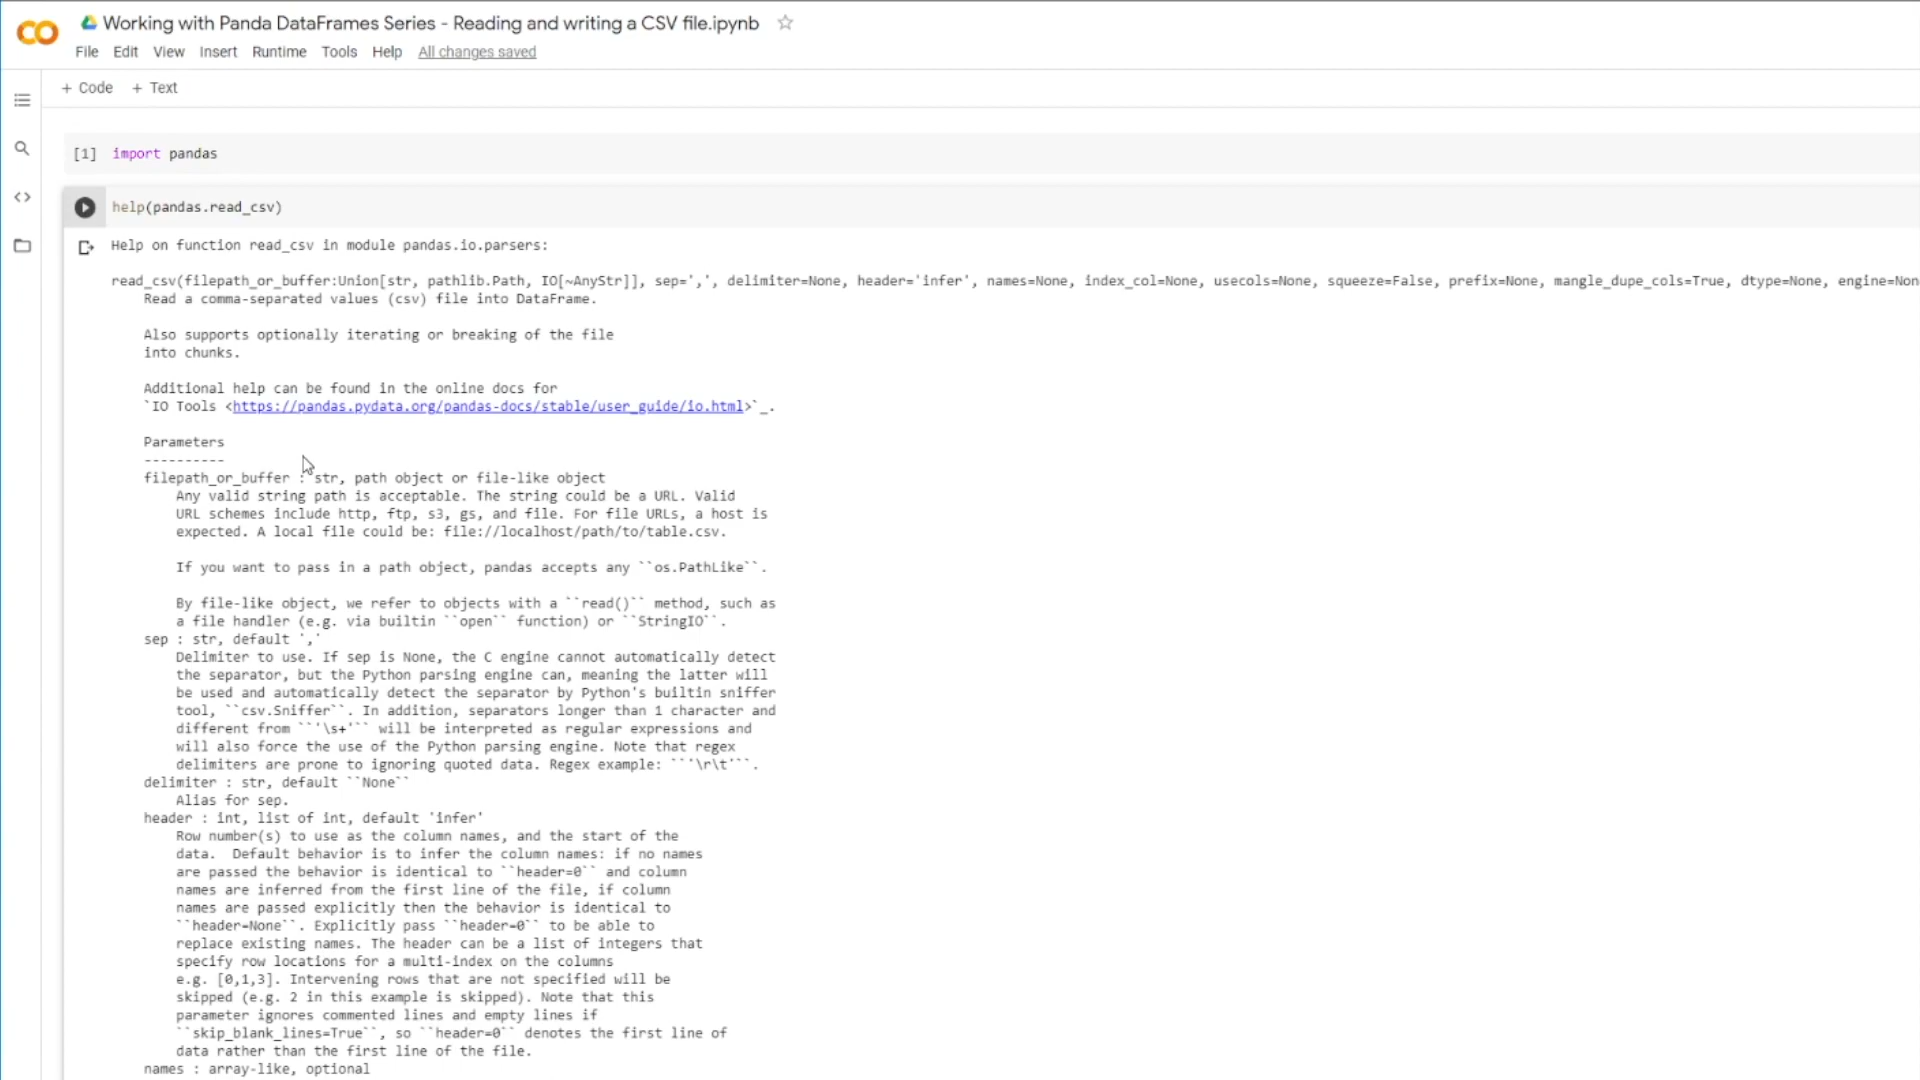 Working with Panda DataFrames Series - Reading and writing a CSV file.ipynb
File Edit View Insert Runtime Tools Help All changes saved
+ Code + Text
[1] import pandas
help(pandas.read_csv)
Help on function read_csv in module pandas.io.parsers:
read_csv(filepath_or_buffer:Union[str, pathlib.Path, IO[~AnyStr]], sep=',', delimiter=None, header='infer', names=None, index_col=None, usecols=None, squeeze=False, prefix=None, mangle_dupe_cols=True, dtype=None, engine=Non
Read a comma-separated values (csv) file into DataFrame.
Also supports optionally iterating or breaking of the file
into chunks.
Additional help can be found in the online docs for
`IO Tools <https://pandas.pydata.org/pandas-docs/stable/user_guide/io.html>`_.
Parameters
----------
filepath_or_buffer : str, path object or file-like object
Any valid string path is acceptable. The string could be a URL. Valid
URL schemes include http, ftp, s3, gs, and file. For file URLs, a host is
expected. A local file could be: file://localhost/path/to/table.csv.
If you want to pass in a path object, pandas accepts any ``os.PathLike``.
By file-like object, we refer to objects with a ``read()`` method, such as
a file handler (e.g. via builtin ``open`` function) or ``StringIO``.
sep : str, default ','
Delimiter to use. If sep is None, the C engine cannot automatically detect
the separator, but the Python parsing engine can, meaning the latter will
be used and automatically detect the separator by Python's builtin sniffer
tool, ``csv.Sniffer``. In addition, separators longer than 1 character and
different from ``'\s+'`` will be interpreted as regular expressions and
will also force the use of the Python parsing engine. Note that regex
delimiters are prone to ignoring quoted data. Regex example: ``'\r\t'``.
delimiter : str, default ``None``
Alias for sep.
header : int, list of int, default 'infer'
Row number(s) to use as the column names, and the start of the
data.  Default behavior is to infer the column names: if no names
are passed the behavior is identical to ``header=0`` and column
names are inferred from the first line of the file, if column
names are passed explicitly then the behavior is identical to
``header=None``. Explicitly pass ``header=0`` to be able to
replace existing names. The header can be a list of integers that
specify row locations for a multi-index on the columns
e.g. [0,1,3]. Intervening rows that are not specified will be
skipped (e.g. 2 in this example is skipped). Note that this
parameter ignores commented lines and empty lines if
``skip_blank_lines=True``, so ``header=0`` denotes the first line of
data rather than the first line of the file.
names : array-like, optional